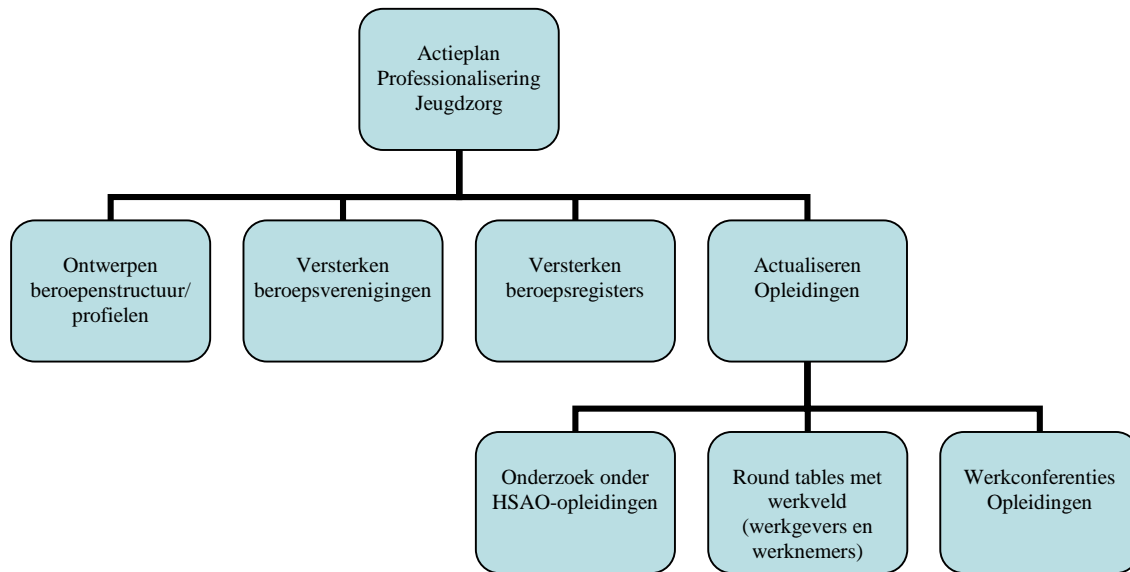 Actieplan
Professionalisering
Jeugdzorg
Ontwerpen
beroepenstructuur/
profielen
Versterken
beroepsverenigingen
Versterken
beroepsregisters
Actualiseren
Opleidingen
Onderzoek onder
HSAO-opleidingen
Round tables met
werkveld
(werkgevers en
werknemers)
Werkconferenties
Opleidingen